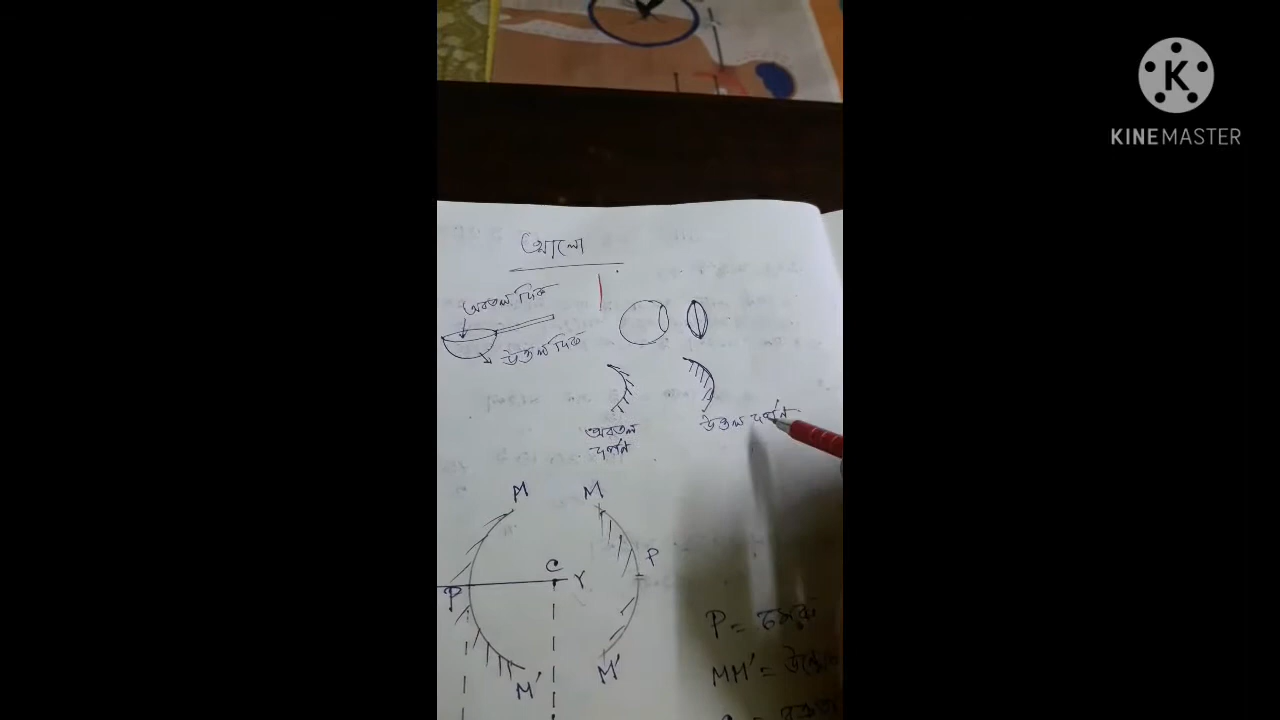 KINEMASTER
আলো
অবতল দিক
উত্তল দিক
অবতল
দর্পণ
উত্তল দর্পণ
M
M
C
P
Y
P
M'
M'
P =
MM' =